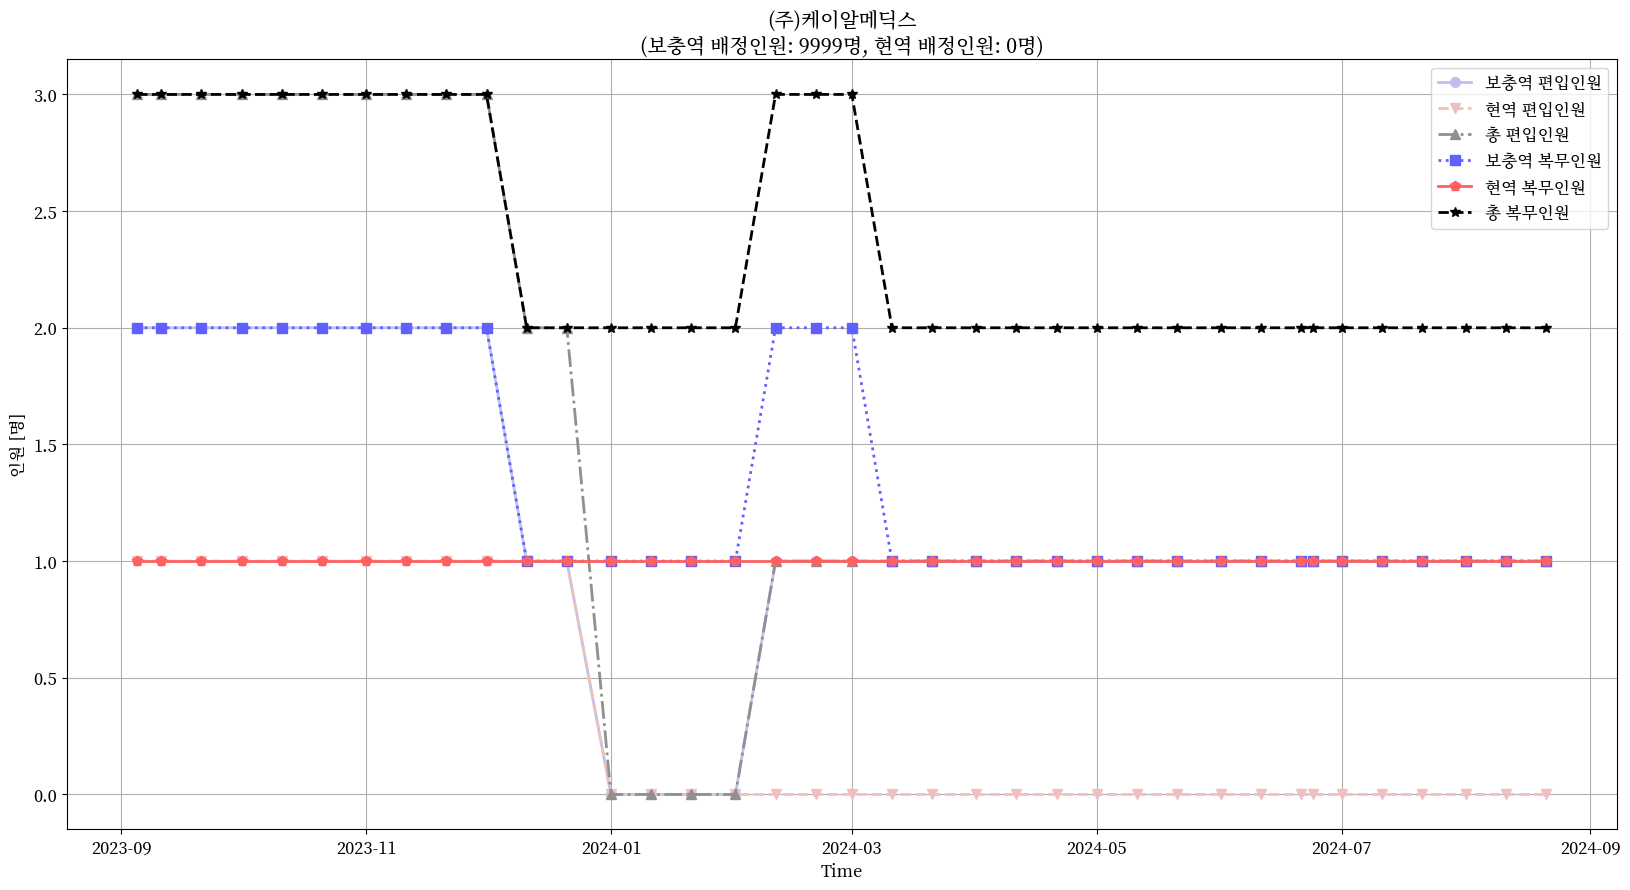 (주)케이알메딕스
(보충역 배정인원: 9999명, 현역 배정인원: 0명)
보충역 편입인원
현역 편입인원
총 편입인원
보충역 복무인원
현역 복무인원
총 복무인원
인원 [명]
3.0
2.5
2.0
1.5
1.0
0.5
0.0
2023-09
2023-11
2024-01
2024-03
2024-05
2024-07
2024-09
Time